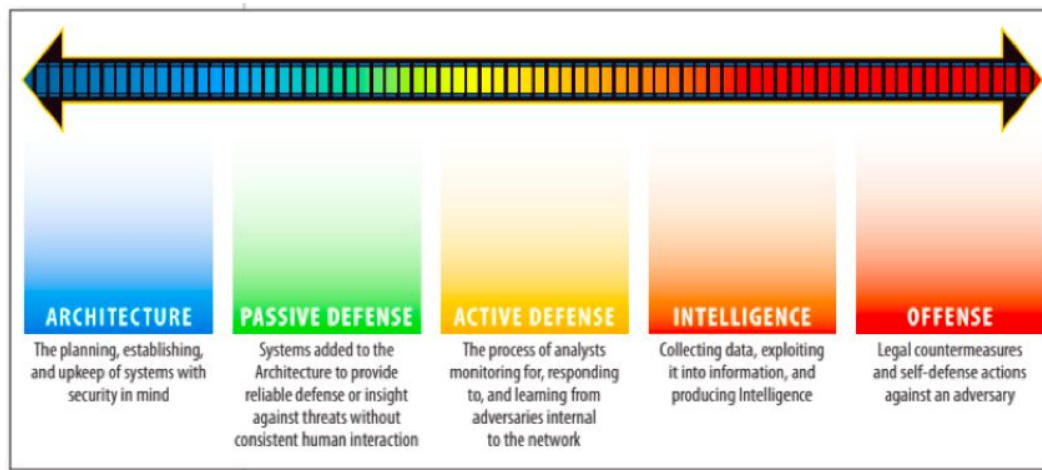 ARCHITECTURE
The planning, establishing,
and upkeep of systems with
security in mind
PASSIVE DEFENSE
Systems added to the
Architecture to provide
reliable defense or insight
against threats without
consistent human interaction
ACTIVE DEFENSE
The process of analysts
monitoring for, responding
to, and learning from
adversaries internal
to the network
INTELLIGENCE
Collecting data, exploiting
it into information, and
producing Intelligence
OFFENSE
Legal countermeasures
and self-defense actions
against an adversary